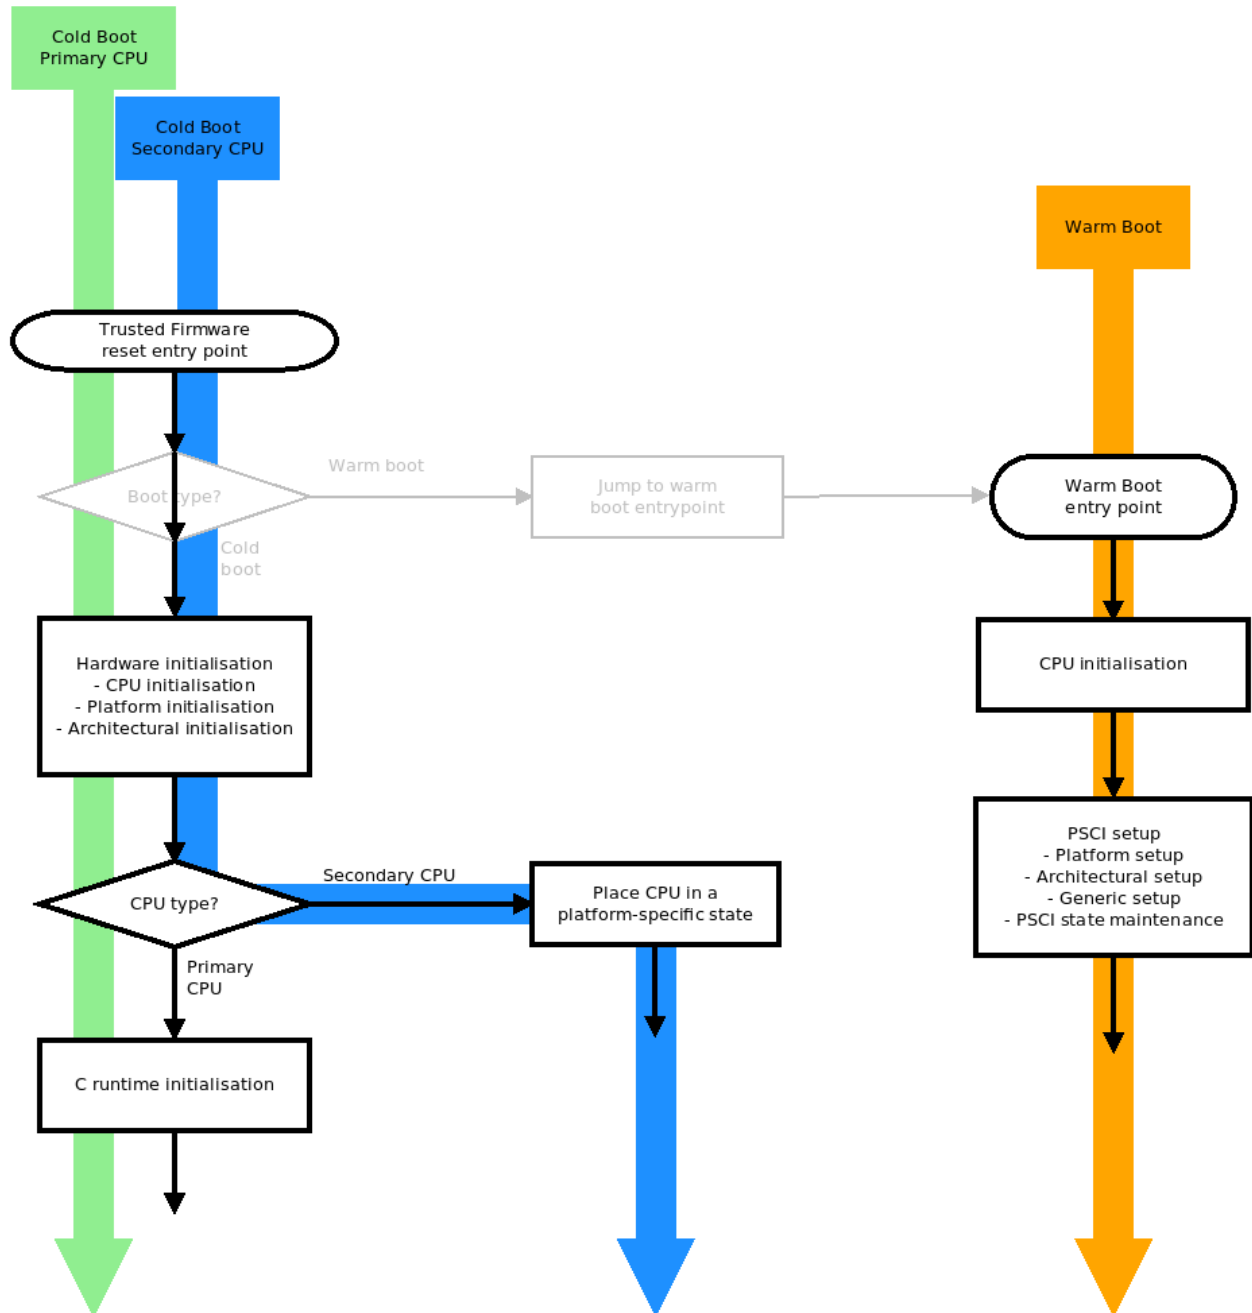 Cold Boot
Primary CPU
Cold Boot
Secondary CPU
Warm Boot
Trusted Firmware
reset entry point
Boot type?
Warm boot
Jump to warm
boot entrypoint
Warm Boot
entry point
Cold
boot
Hardware initialisation
- CPU initialisation
- Platform initialisation
- Architectural initialisation
CPU initialisation
CPU type?
Secondary CPU
Place CPU in a
platform-specific state
PSCI setup
- Platform setup
- Architectural setup
- Generic setup
- PSCI state maintenance
Primary
CPU
C runtime initialisation